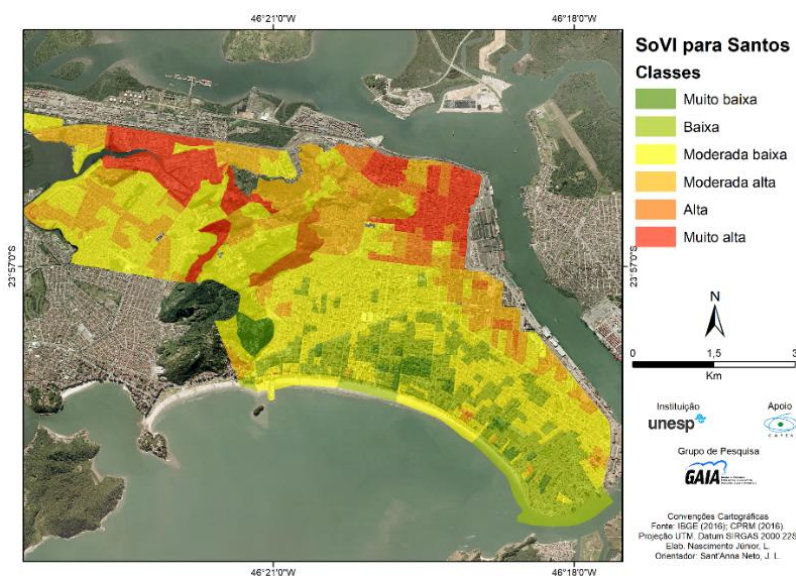 46°21'0"W
46°18'0"W
SoVI para Santos
Classes
Muito baixa
Baixa
Moderada baixa
Moderada alta
Alta
Muito alta
23°57'0"S
23°57'0"S
N
0 1,5 3
Km
Instituição
Apoio
unesp
CAPES
Grupo de Pesquisa
GAIA
Convenções Cartográficas
Fonte: IBGE (2016); CPRM (2016)
Projeção UTM. Datum SIRGAS 2000 22S
Elab. Nascimento Júnior, L.
Orientador: Sant'Anna Neto, J. L.
46°21'0"W
46°18'0"W